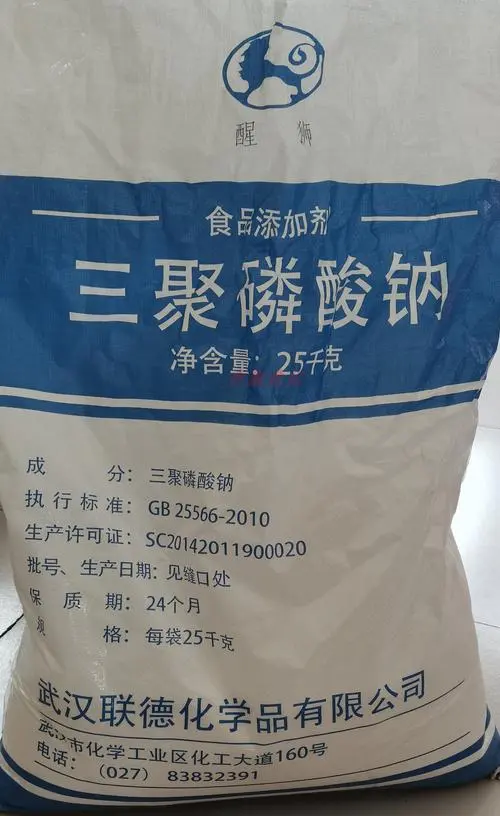 醒 狮
食品添加剂
三聚磷酸钠
净含量: 25千克
成 分: 三聚磷酸钠
执行标准: GB 25566-2010
生产许可证: SC20142011900020
批号、生产日期: 见缝口处
保 质 期: 24个月
规 格: 每袋25千克
武汉联德化学品有限公司
武汉市化学工业区化工大道160号
电话: (027) 83832391